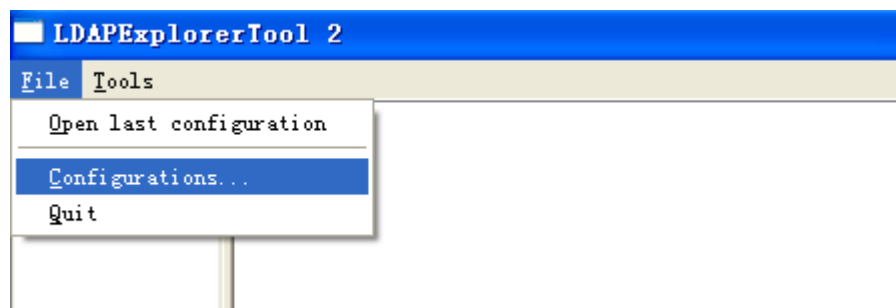 LDAPExplorerTool 2
File Tools
Open last configuration
Configurations...
Quit